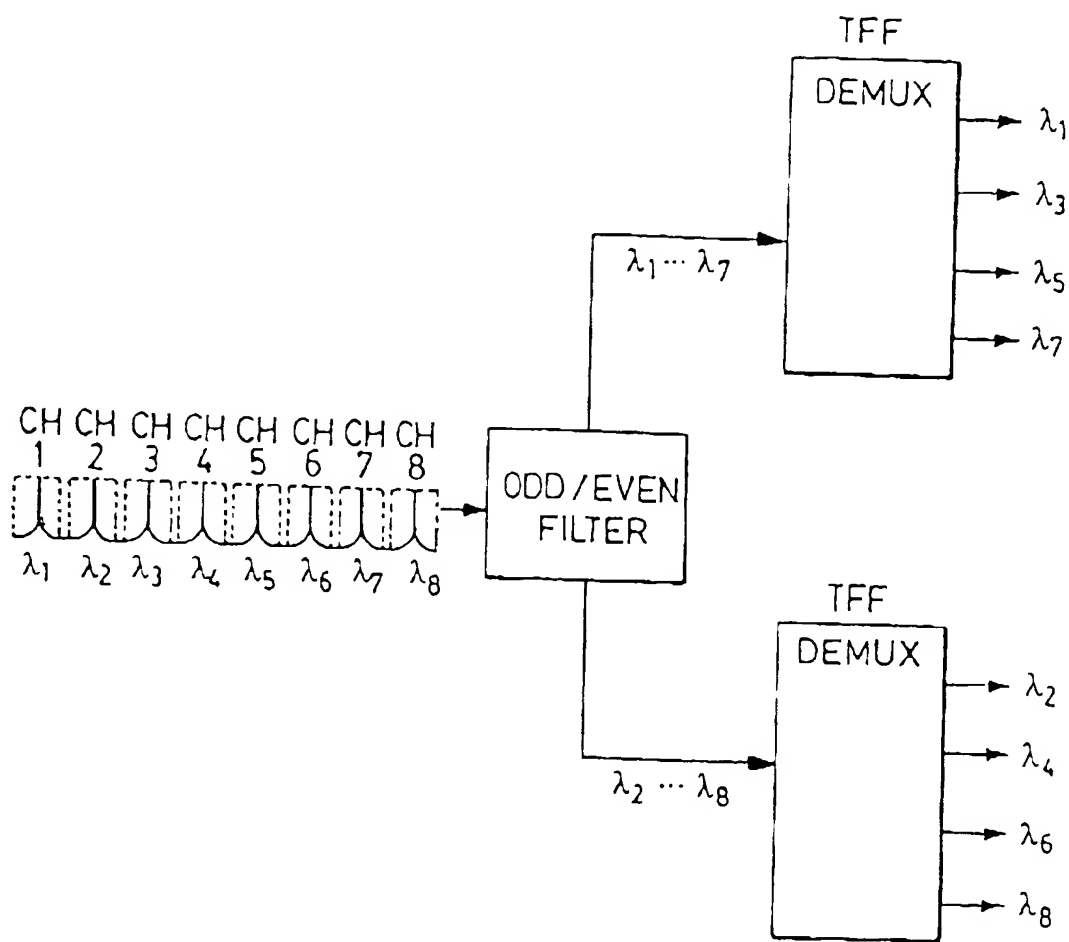 TFF
DEMUX
λ1
λ3
λ5
λ7
λ1 ··· λ7
CH CH CH CH CH CH CH CH
1 2 3 4 5 6 7 8
λ1 λ2 λ3 λ4 λ5 λ6 λ7 λ8
ODD/EVEN
FILTER
TFF
DEMUX
λ2
λ4
λ6
λ8
λ2 ··· λ8